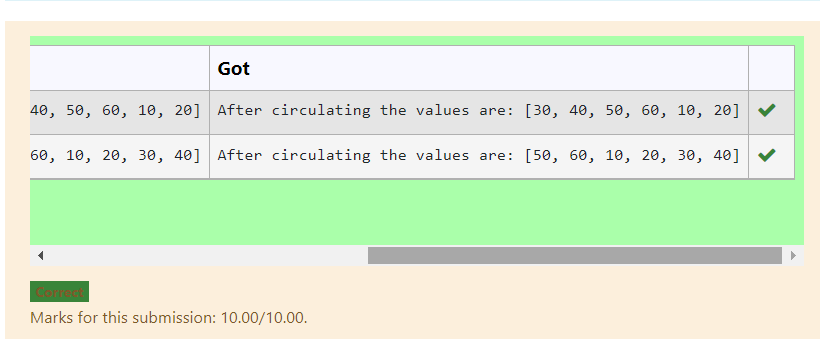 Got
40, 50, 60, 10, 20] After circulating the values are: [30, 40, 50, 60, 10, 20]
60, 10, 20, 30, 40] After circulating the values are: [50, 60, 10, 20, 30, 40]
Correct
Marks for this submission: 10.00/10.00.